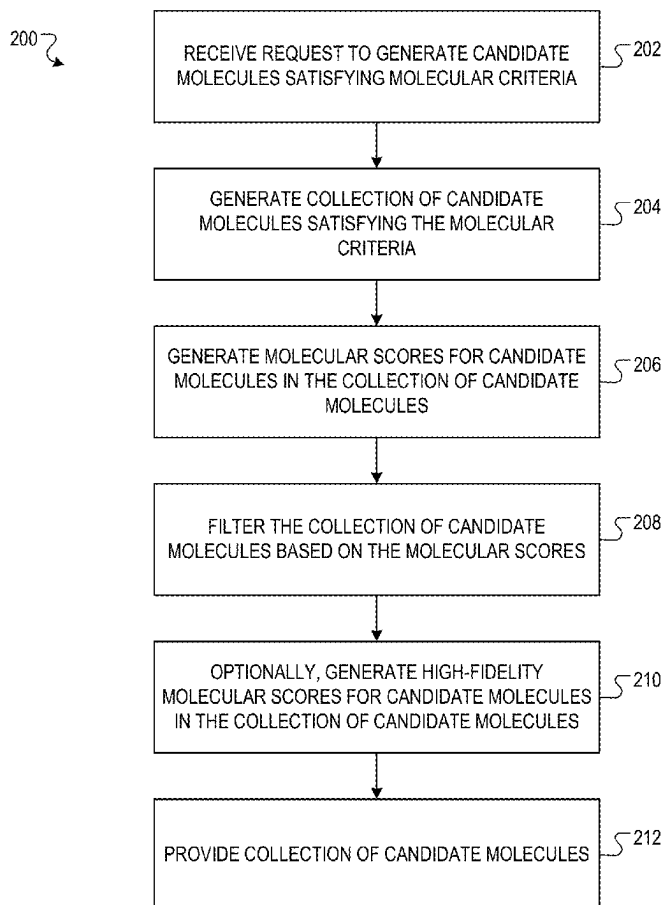 200
RECEIVE REQUEST TO GENERATE CANDIDATE
MOLECULES SATISFYING MOLECULAR CRITERIA
202
GENERATE COLLECTION OF CANDIDATE
MOLECULES SATISFYING THE MOLECULAR
CRITERIA
204
GENERATE MOLECULAR SCORES FOR CANDIDATE
MOLECULES IN THE COLLECTION OF CANDIDATE
MOLECULES
206
FILTER THE COLLECTION OF CANDIDATE
MOLECULES BASED ON THE MOLECULAR SCORES
208
OPTIONALLY, GENERATE HIGH-FIDELITY
MOLECULAR SCORES FOR CANDIDATE MOLECULES
IN THE COLLECTION OF CANDIDATE MOLECULES
210
PROVIDE COLLECTION OF CANDIDATE MOLECULES
212